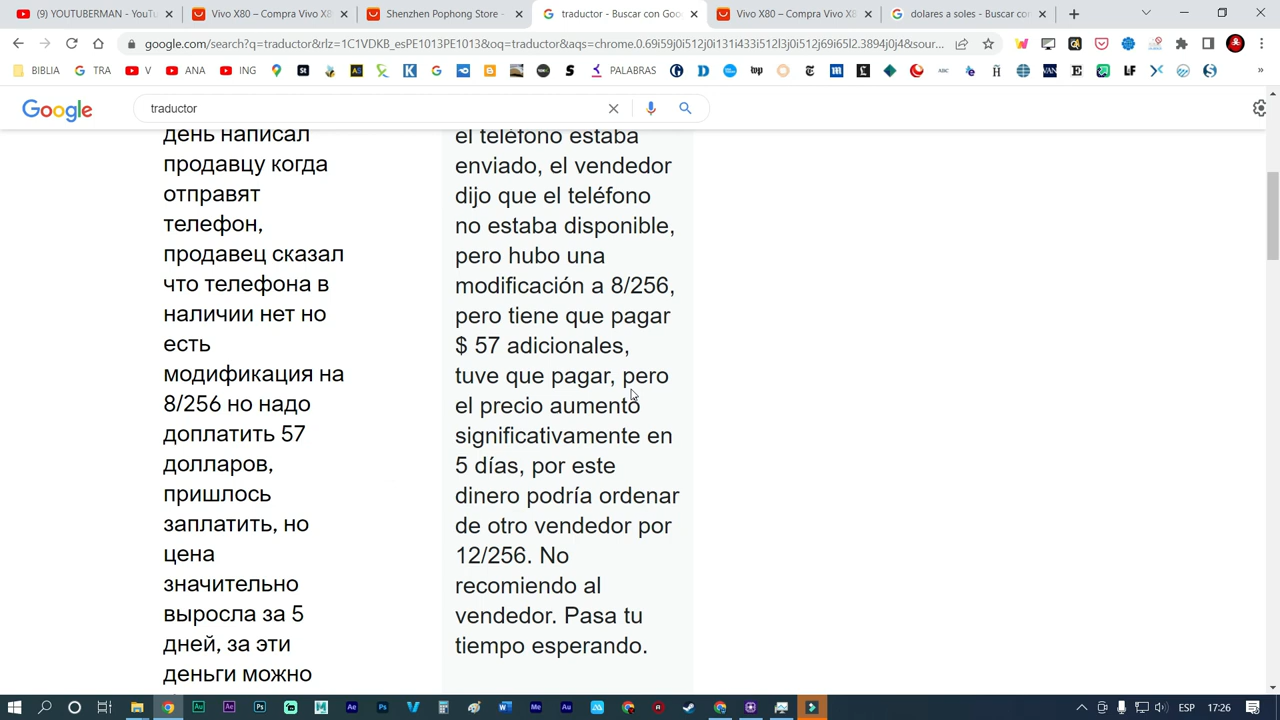 (9) YOUTUBERMAN - YouTu
Vivo X80 – Compra Vivo X8
Shenzhen Pophong Store -
traductor - Buscar con Goo
Vivo X80 – Compra Vivo X8
dolares a soles - Buscar con
google.com/search?q=traductor&rlz=1C1VDKB_esPE1013PE1013&oq=traductor&aqs=chrome.0.69i59j0i512j0i131i433i512l3j0i512j69i65l2.3894j0j4&sour...
BIBLIA
TRA
V
ANA
ING
PALABRAS
Google
traductor
день написал
продавцу когда
отправят
телефон,
продавец сказал
что телефона в
наличии нет но
есть
модификация на
8/256 но надо
доплатить 57
долларов,
пришлось
заплатить, но
цена
значительно
выросла за 5
дней, за эти
деньги можно
el teléfono estaba
enviado, el vendedor
dijo que el teléfono
no estaba disponible,
pero hubo una
modificación a 8/256,
pero tiene que pagar
$ 57 adicionales,
tuve que pagar, pero
el precio aumentó
significativamente en
5 días, por este
dinero podría ordenar
de otro vendedor por
12/256. No
recomiendo al
vendedor. Pasa tu
tiempo esperando.
ESP
17:26